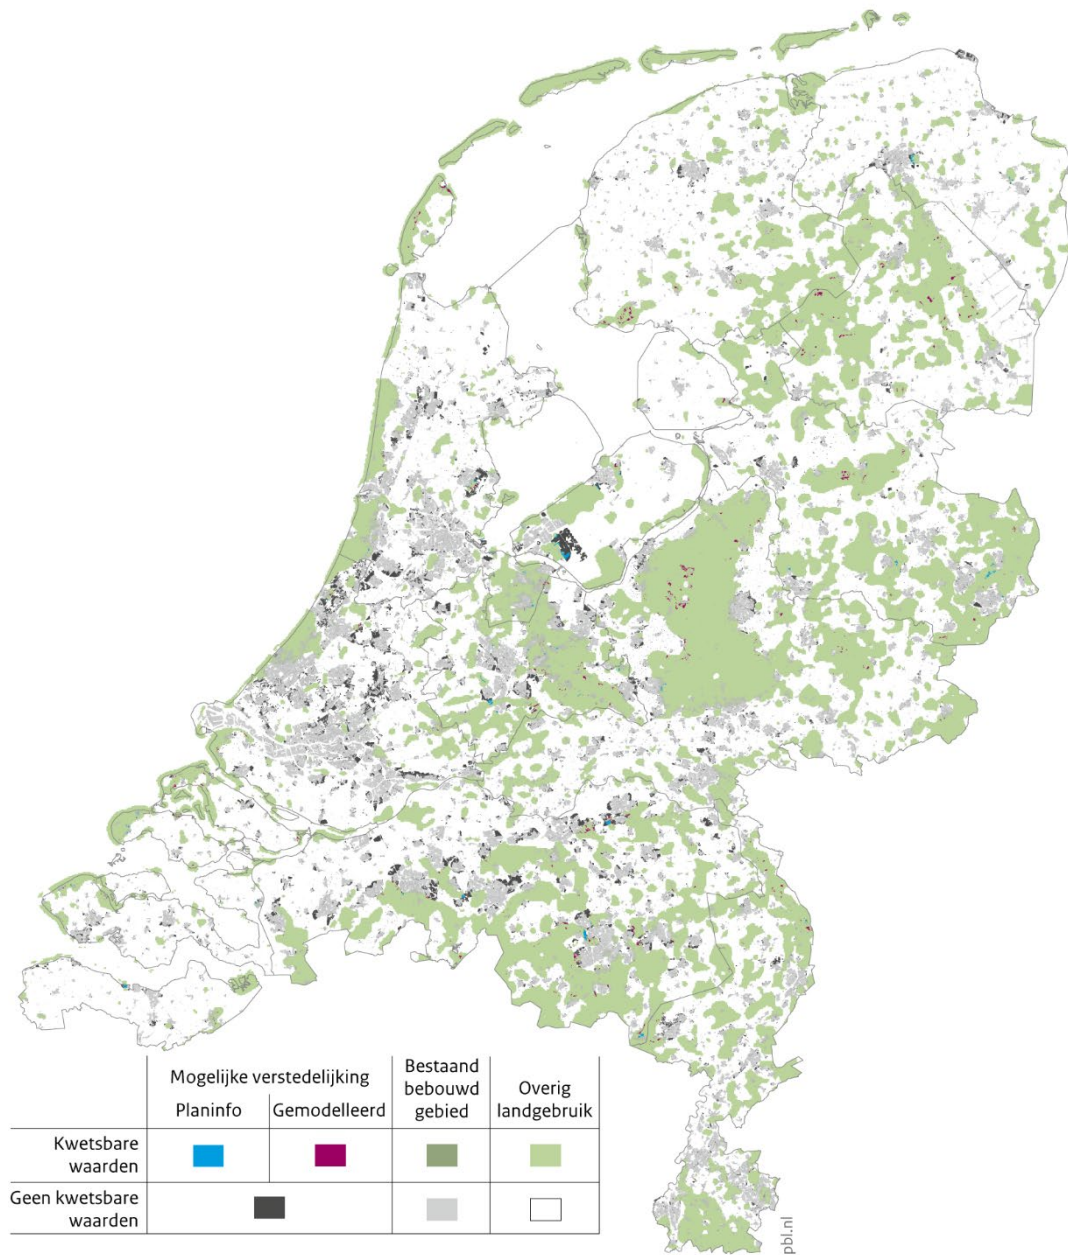 Mogelijke verstedelijking
Bestaand
bebouwd
gebied
Overig
landgebruik
Planinfo
Gemodelleerd
Kwetsbare
waarden
Geen kwetsbare
waarden
pbl.nl